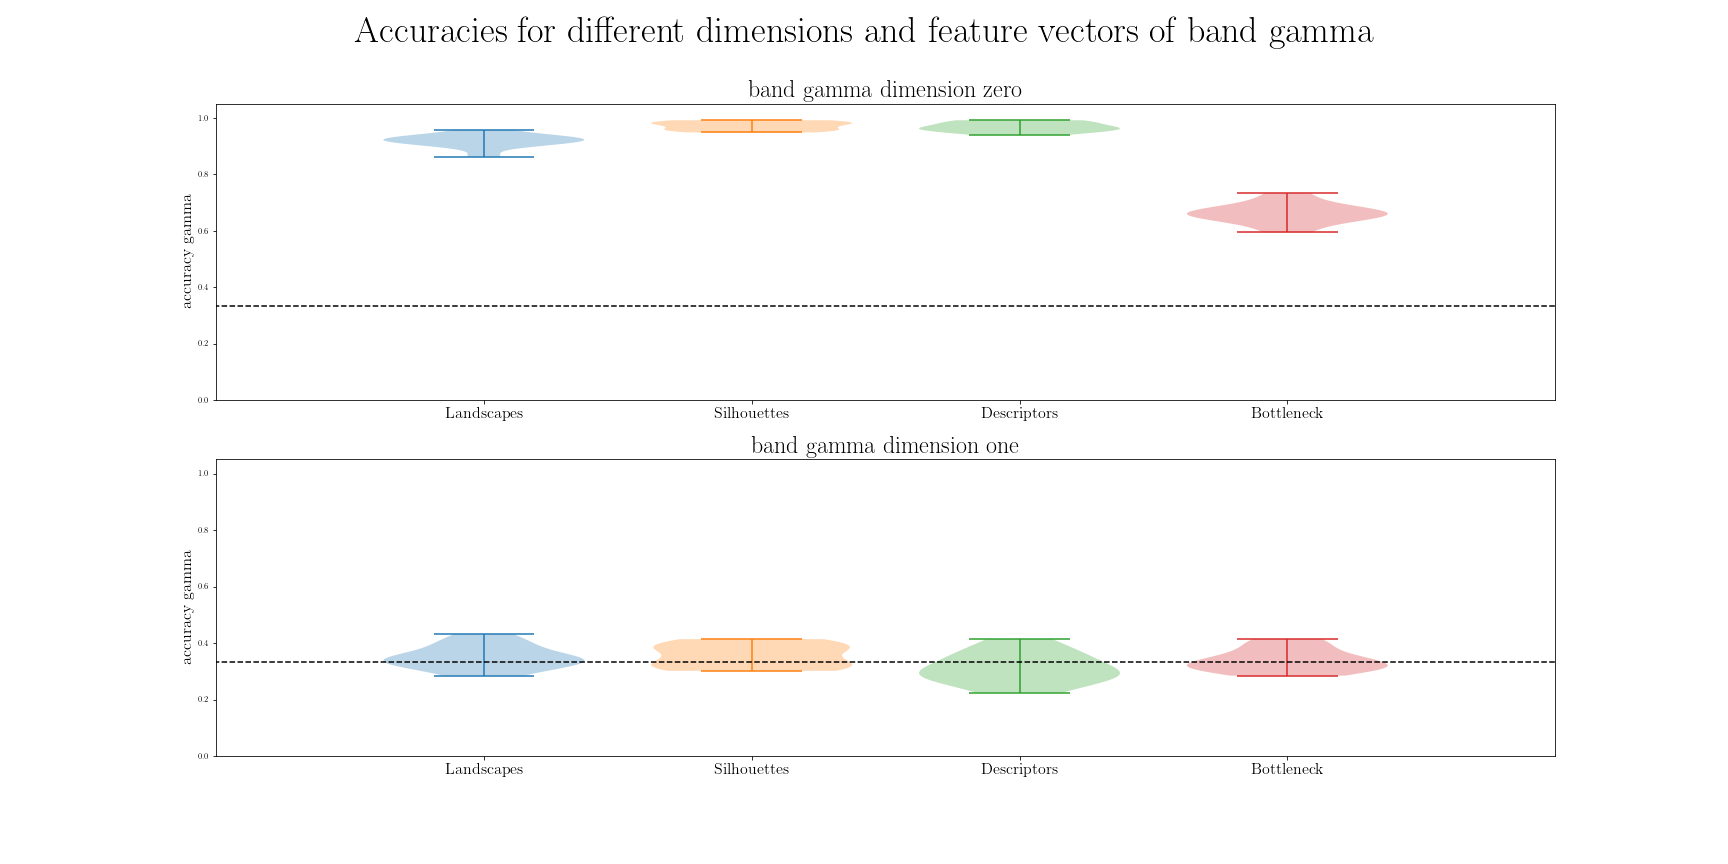 Accuracies for different dimensions and feature vectors of band gamma
band gamma dimension zero
accuracy gamma
1.0
0.8
0.6
0.4
0.2
0.0
Landscapes Silhouettes Descriptors Bottleneck
band gamma dimension one
accuracy gamma
1.0
0.8
0.6
0.4
0.2
0.0
Landscapes Silhouettes Descriptors Bottleneck